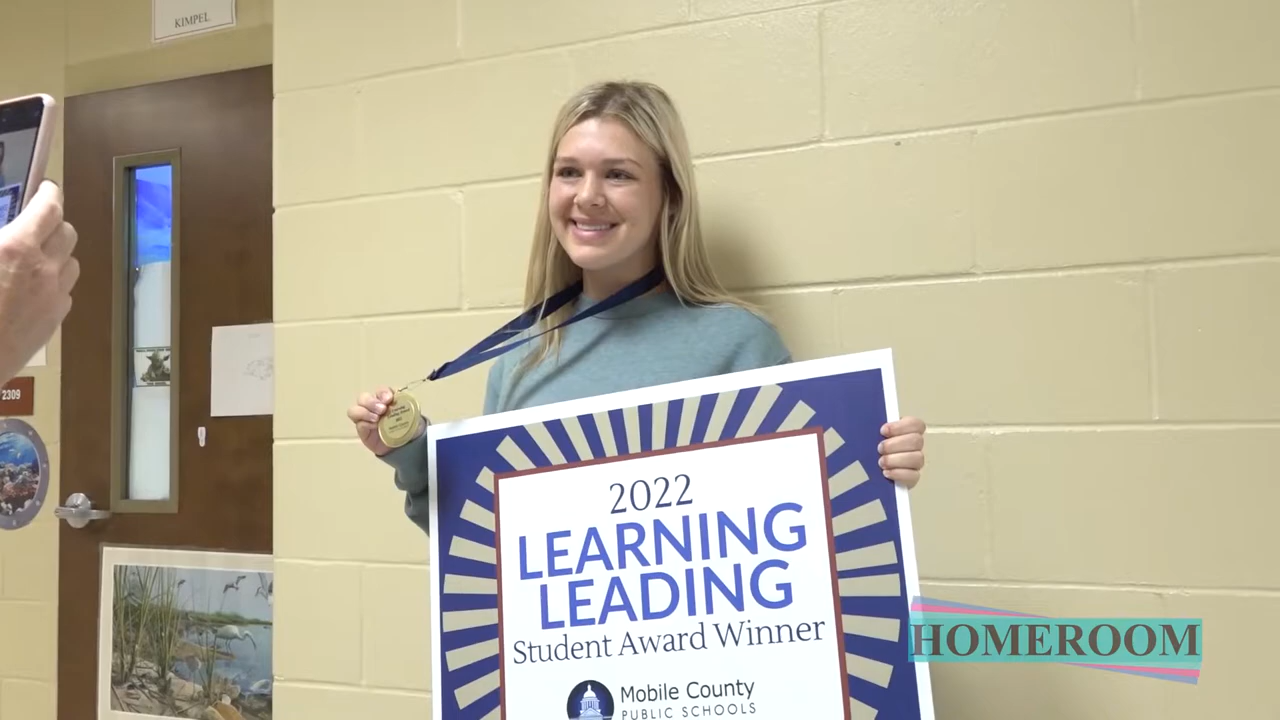 KIMPEL
2309
2022
LEARNING
LEADING
Student Award Winner
Mobile County
PUBLIC SCHOOLS
HOMEROOM